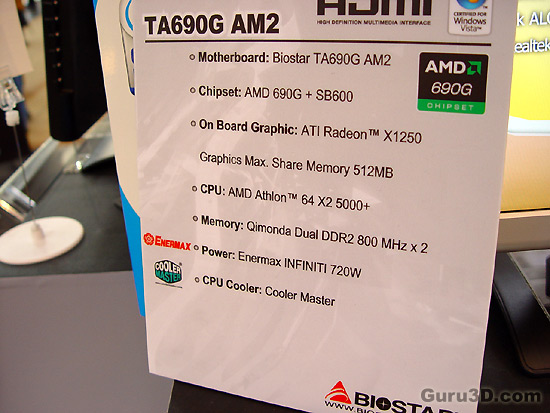 HDMI
HIGH DEFINITION MULTIMEDIA INTERFACE
CERTIFIED FOR
Windows
Vista™
TA690G AM2
Motherboard: Biostar TA690G AM2
AMD
690G
CHIPSET
Chipset: AMD 690G + SB600
On Board Graphic: ATI Radeon™ X1250
Graphics Max. Share Memory 512MB
CPU: AMD Athlon™ 64 X2 5000+
Memory: Qimonda Dual DDR2 800 MHz x 2
ENERMAX
Power: Enermax INFINITI 720W
COOLER
MASTER
CPU Cooler: Cooler Master
BIOSTAR
www.
Guru3D.com